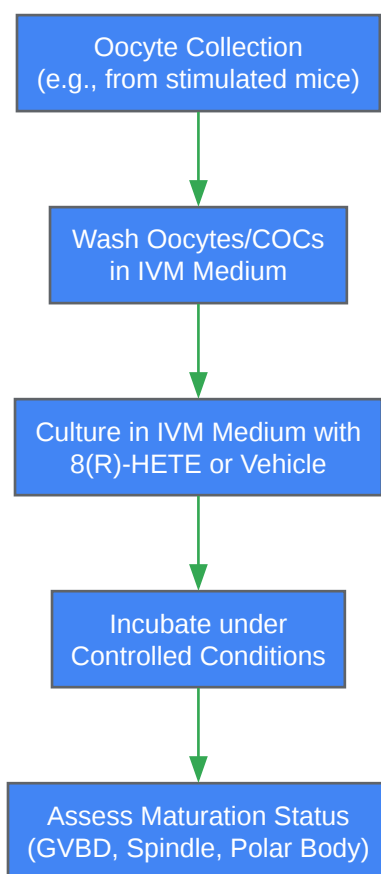 Oocyte Collection
(e.g., from stimulated mice)
Wash Oocytes/COCs
in IVM Medium
Culture in IVM Medium with
8(R)-HETE or Vehicle
Incubate under
Controlled Conditions
Assess Maturation Status
(GVBD, Spindle, Polar Body)